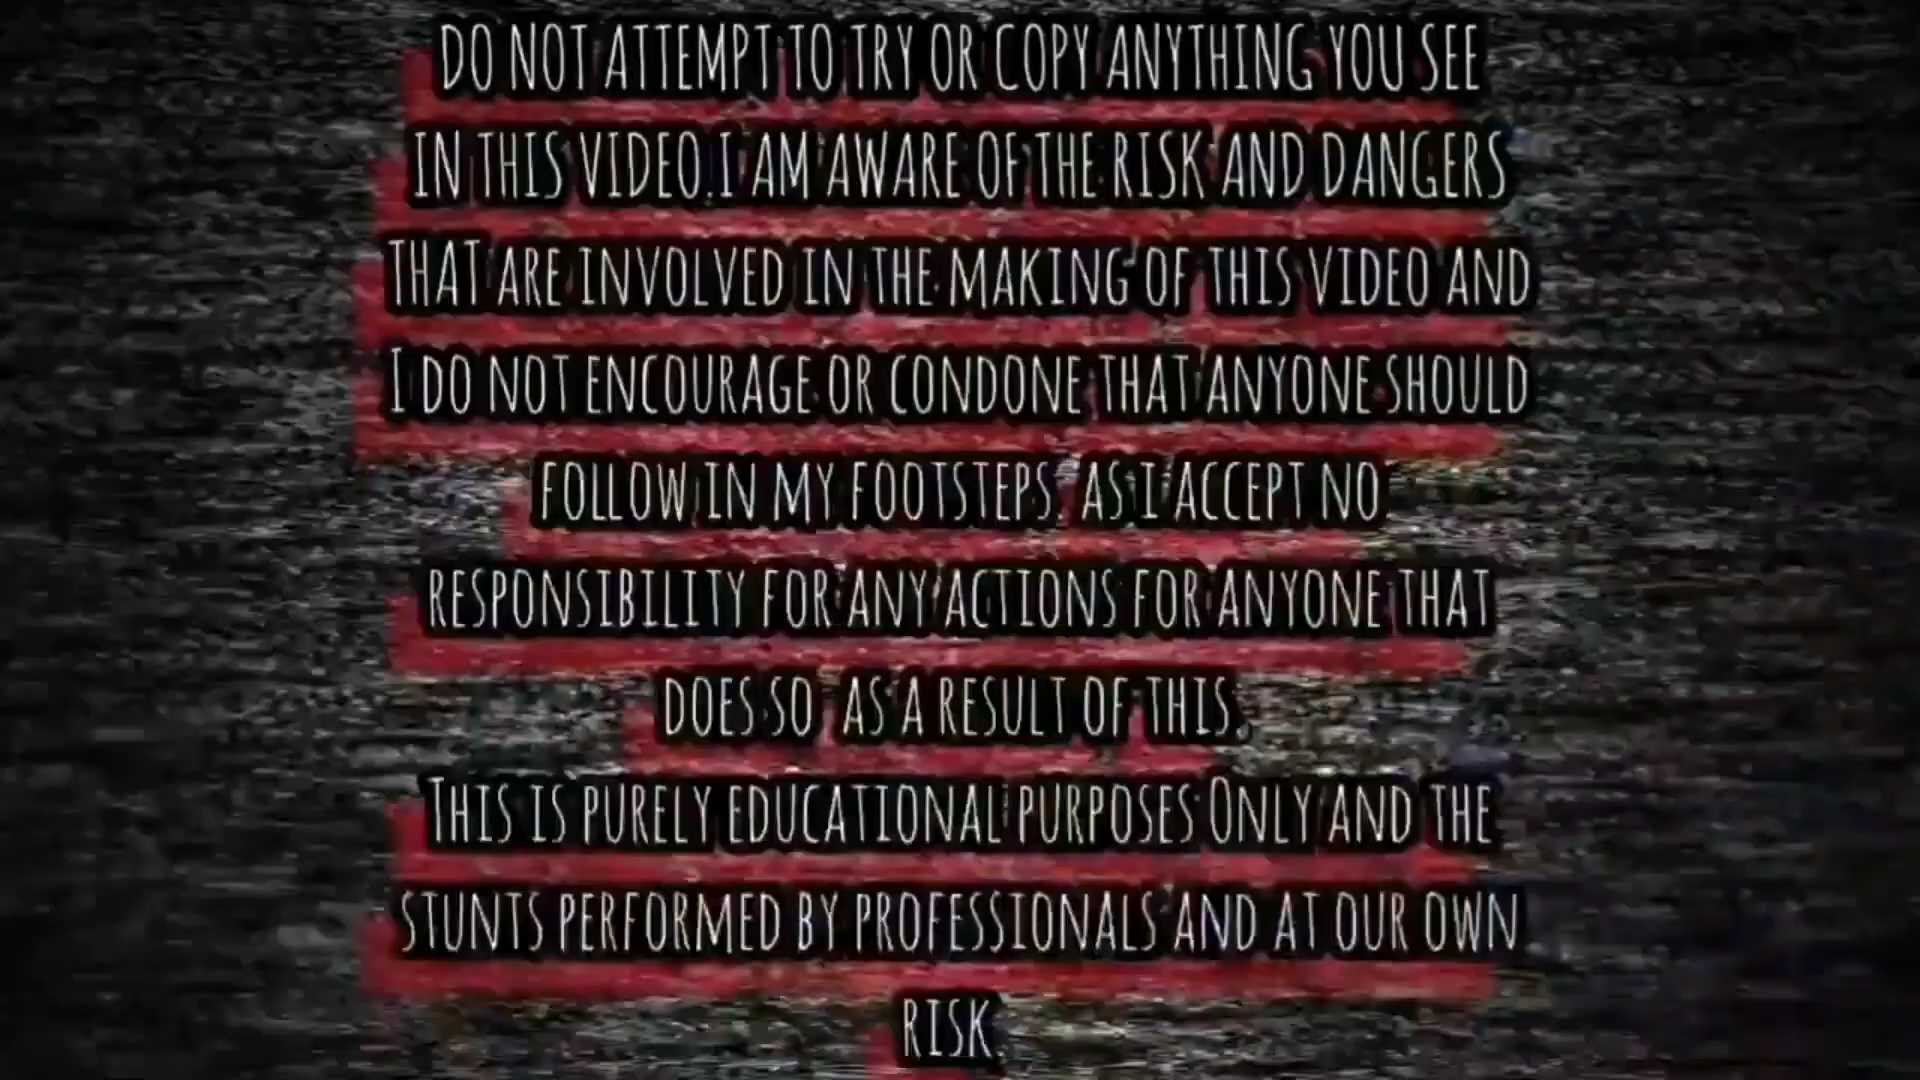 DO NOT ATTEMPT TO TRY OR COPY ANYTHING YOU SEE
IN THIS VIDEO.I AM AWARE OF THE RISK AND DANGERS
THAT ARE INVOLVED IN THE MAKING OF THIS VIDEO AND
I DO NOT ENCOURAGE OR CONDONE THAT ANYONE SHOULD
FOLLOW IN MY FOOTSTEPS. AS I ACCEPT NO
RESPONSIBILITY FOR ANY ACTIONS FOR ANYONE THAT
DOES SO AS A RESULT OF THIS.
THIS IS PURELY EDUCATIONAL PURPOSES ONLY AND THE
STUNTS PERFORMED BY PROFESSIONALS AND AT OUR OWN
RISK.